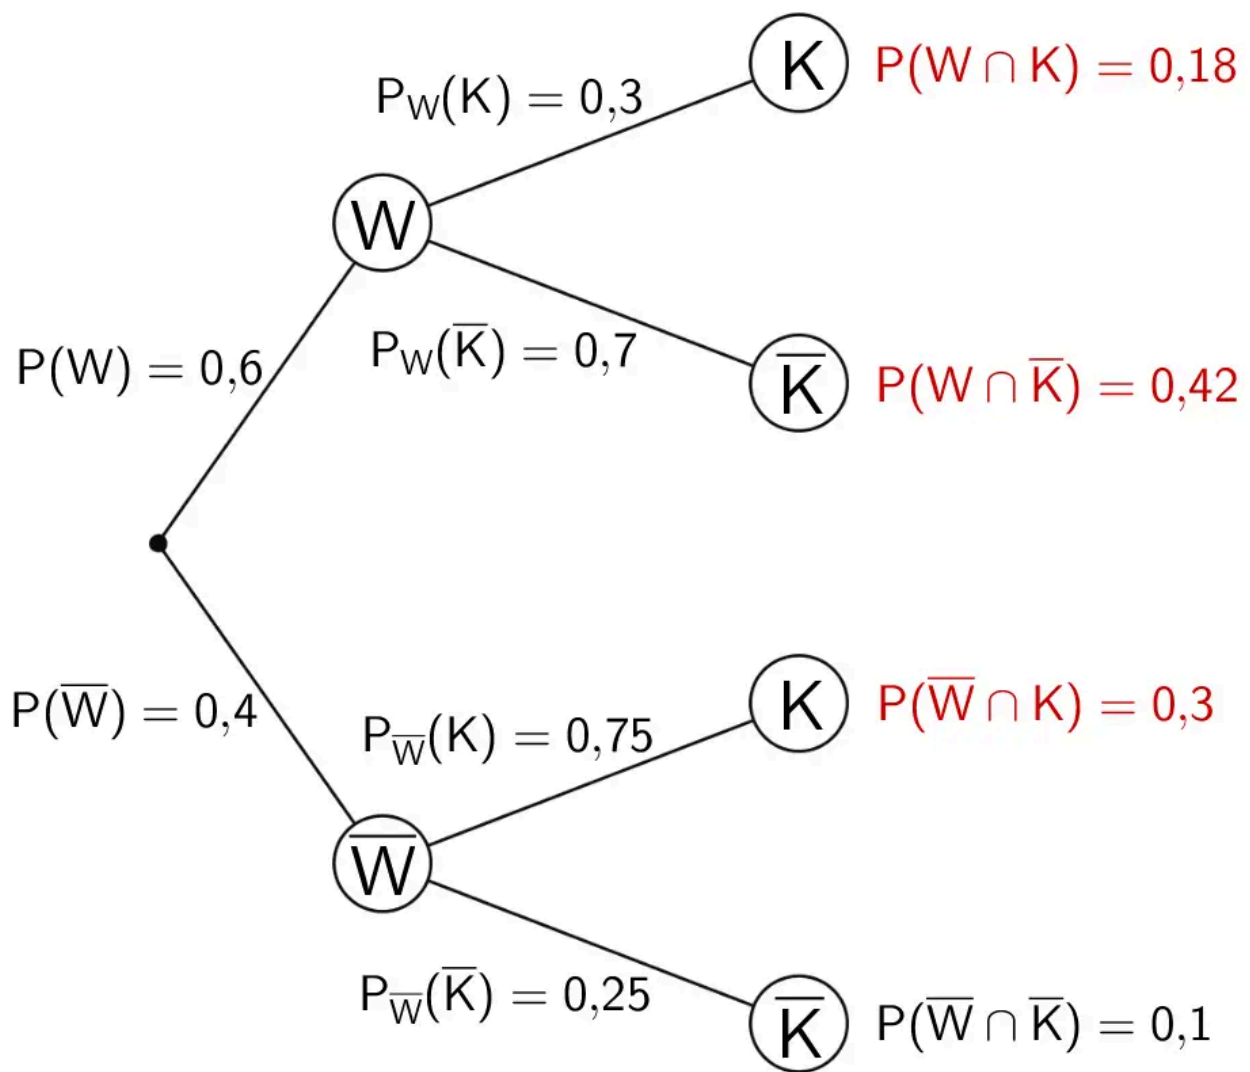 K P(W ∩ K) = 0,18
P_W(K) = 0,3
W
P_W(K̅) = 0,7
P(W) = 0,6
K̅ P(W ∩ K̅) = 0,42
K P(W̅ ∩ K) = 0,3
P(W̅) = 0,4
P_W̅(K) = 0,75
W̅
P_W̅(K̅) = 0,25
K̅ P(W̅ ∩ K̅) = 0,1